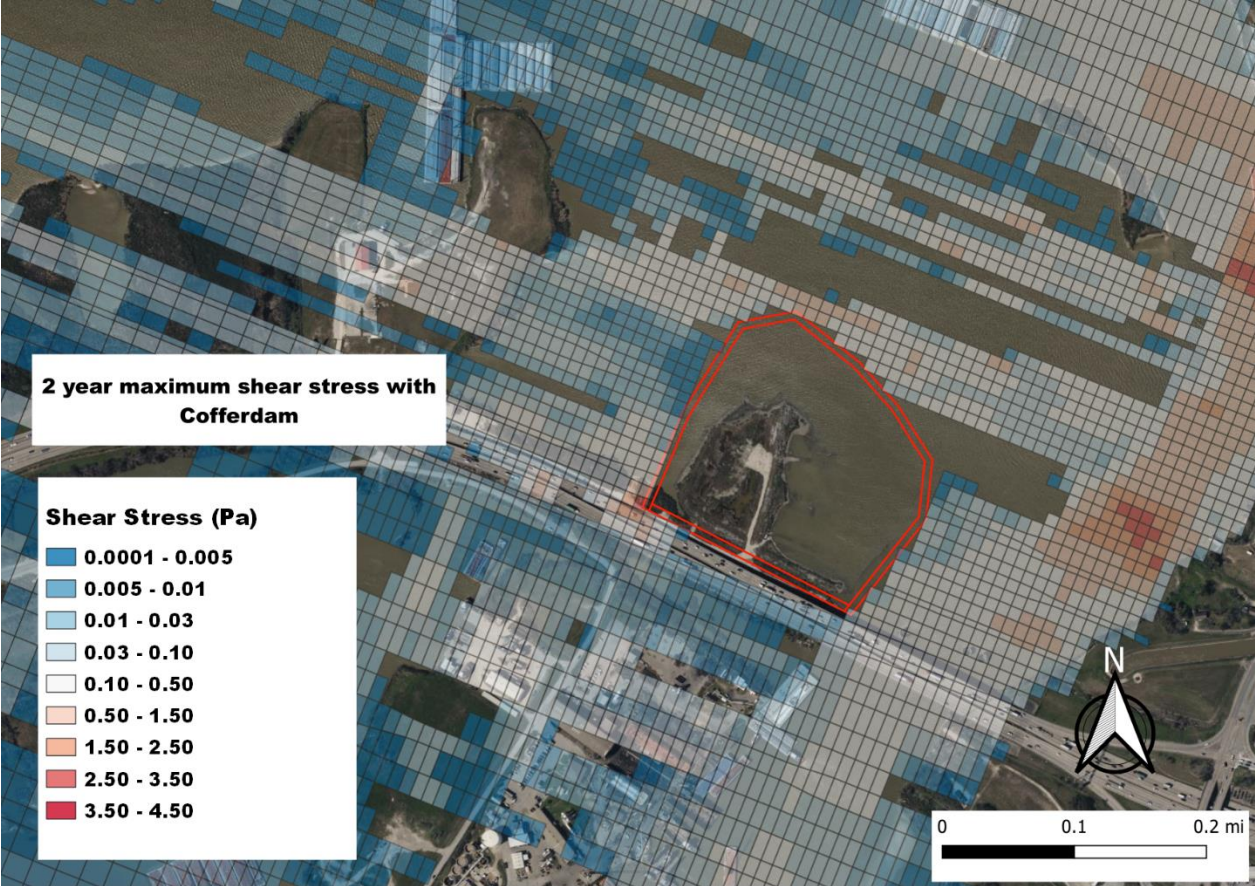 2 year maximum shear stress with
Cofferdam
Shear Stress (Pa)
0.0001 - 0.005
0.005 - 0.01
0.01 - 0.03
0.03 - 0.10
0.10 - 0.50
0.50 - 1.50
1.50 - 2.50
2.50 - 3.50
3.50 - 4.50
N
0 0.1 0.2 mi